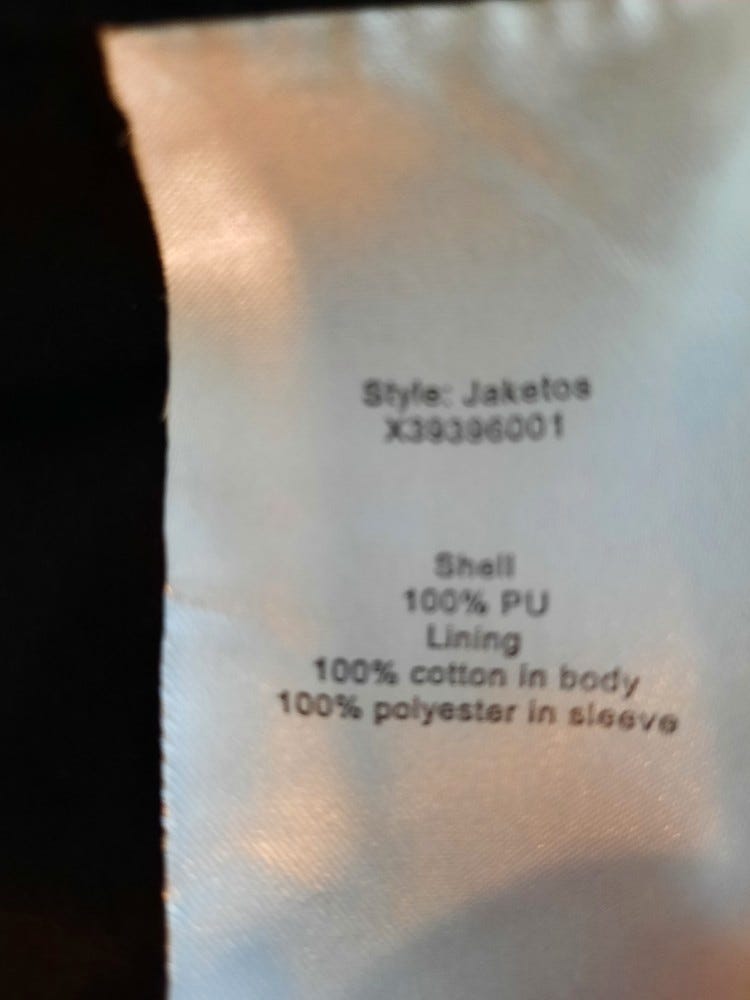 Style: Jaketos
X39396001
Shell
100% PU
Lining
100% cotton in body
100% polyester in sleeve